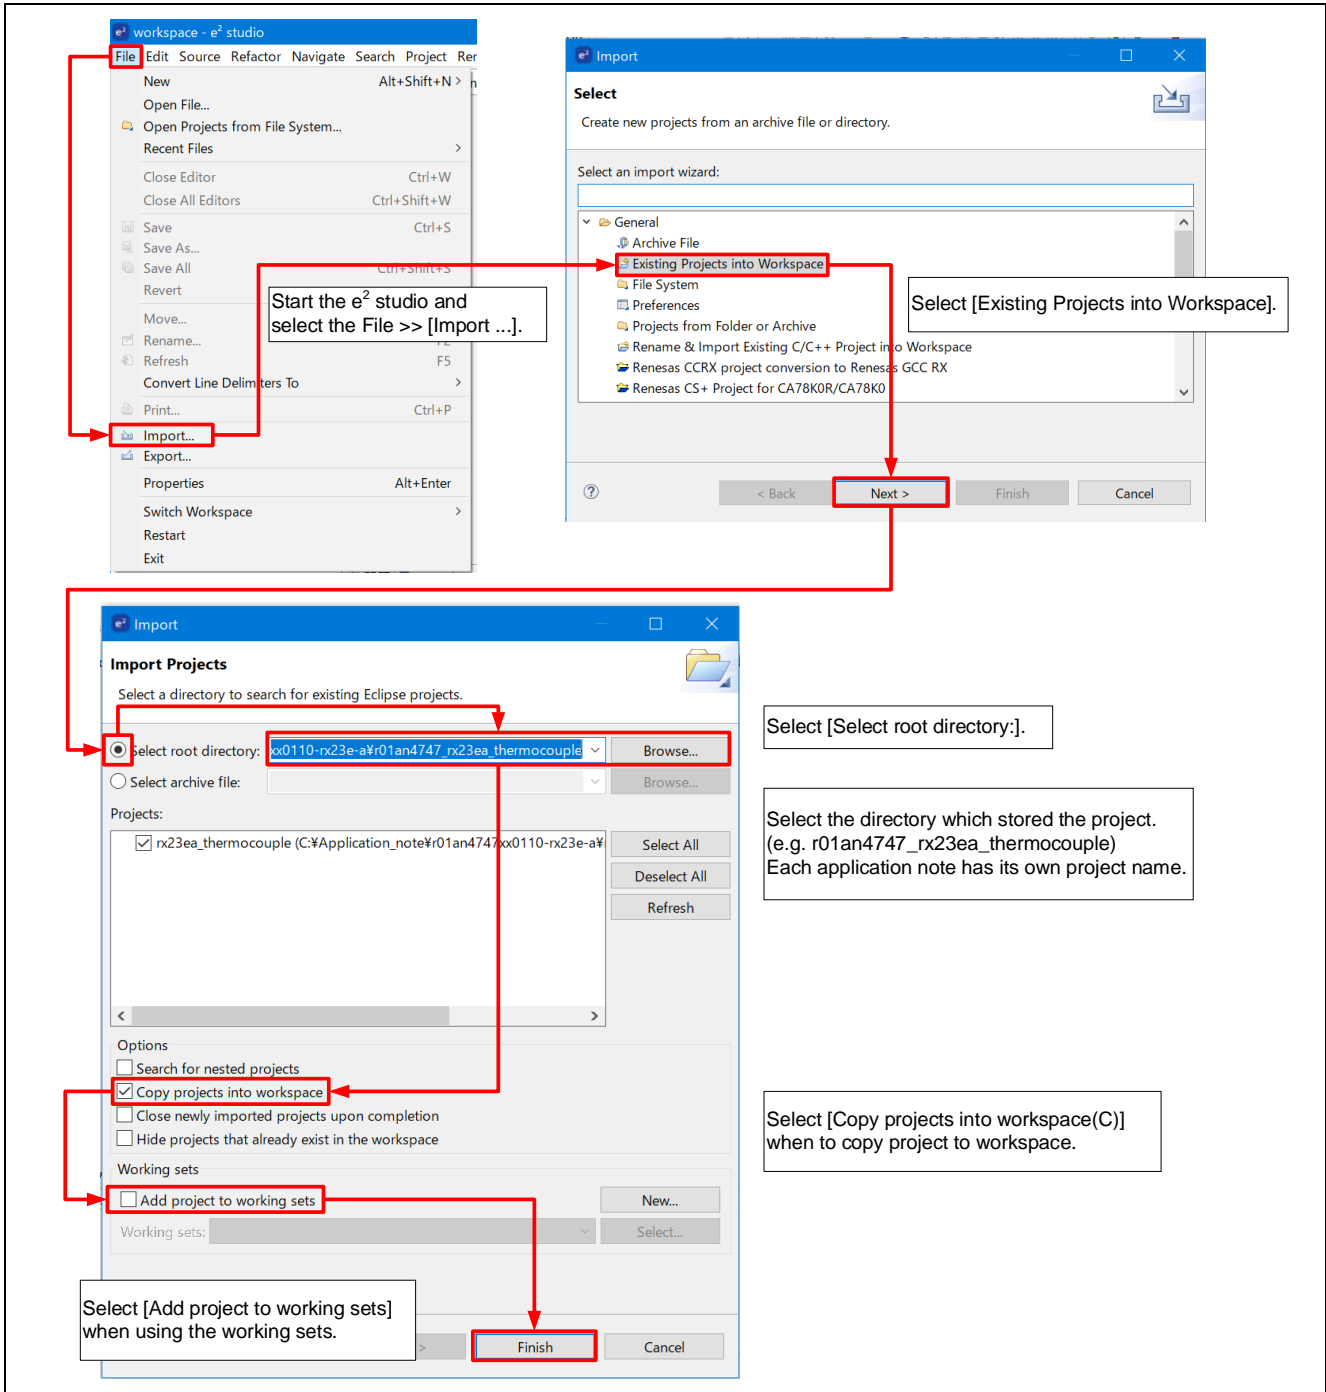 workspace - e² studio
File Edit Source Refactor Navigate Search Project Rer
New Alt+Shift+N >
Open File...
Open Projects from File System...
Recent Files >
Close Editor Ctrl+W
Close All Editors Ctrl+Shift+W
Save Ctrl+S
Save As...
Save All Ctrl+Shift+S
Revert
Move...
Rename... F2
Refresh F5
Convert Line Delimiters To >
Print... Ctrl+P
Import...
Export...
Properties Alt+Enter
Switch Workspace >
Restart
Exit
Start the e² studio and
select the File >> [Import ...].
Import
Select
Create new projects from an archive file or directory.
Select an import wizard:
General
Archive File
Existing Projects into Workspace
File System
Preferences
Projects from Folder or Archive
Rename & Import Existing C/C++ Project into Workspace
Renesas CCRX project conversion to Renesas GCC RX
Renesas CS+ Project for CA78K0R/CA78K0
< Back Next > Finish Cancel
Select [Existing Projects into Workspace].
Import
Import Projects
Select a directory to search for existing Eclipse projects.
Select root directory: xx0110-rx23e-a¥r01an4747_rx23ea_thermocouple Browse...
Select archive file: Browse...
Projects:
rx23ea_thermocouple (C:¥Application_note¥r01an4747xx0110-rx23e-a¥r
Select All
Deselect All
Refresh
Options
Search for nested projects
Copy projects into workspace
Close newly imported projects upon completion
Hide projects that already exist in the workspace
Working sets
Add project to working sets New...
Working sets: Select...
> Finish Cancel
Select [Select root directory:].
Select the directory which stored the project.
(e.g. r01an4747_rx23ea_thermocouple)
Each application note has its own project name.
Select [Copy projects into workspace(C)]
when to copy project to workspace.
Select [Add project to working sets]
when using the working sets.